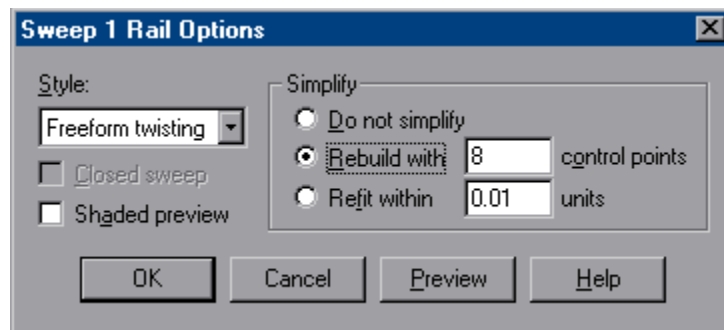 Sweep 1 Rail Options
Style:
Freeform twisting
Closed sweep
Shaded preview
Simplify
Do not simplify
Rebuild with 8 control points
Refit within 0.01 units
OK Cancel Preview Help